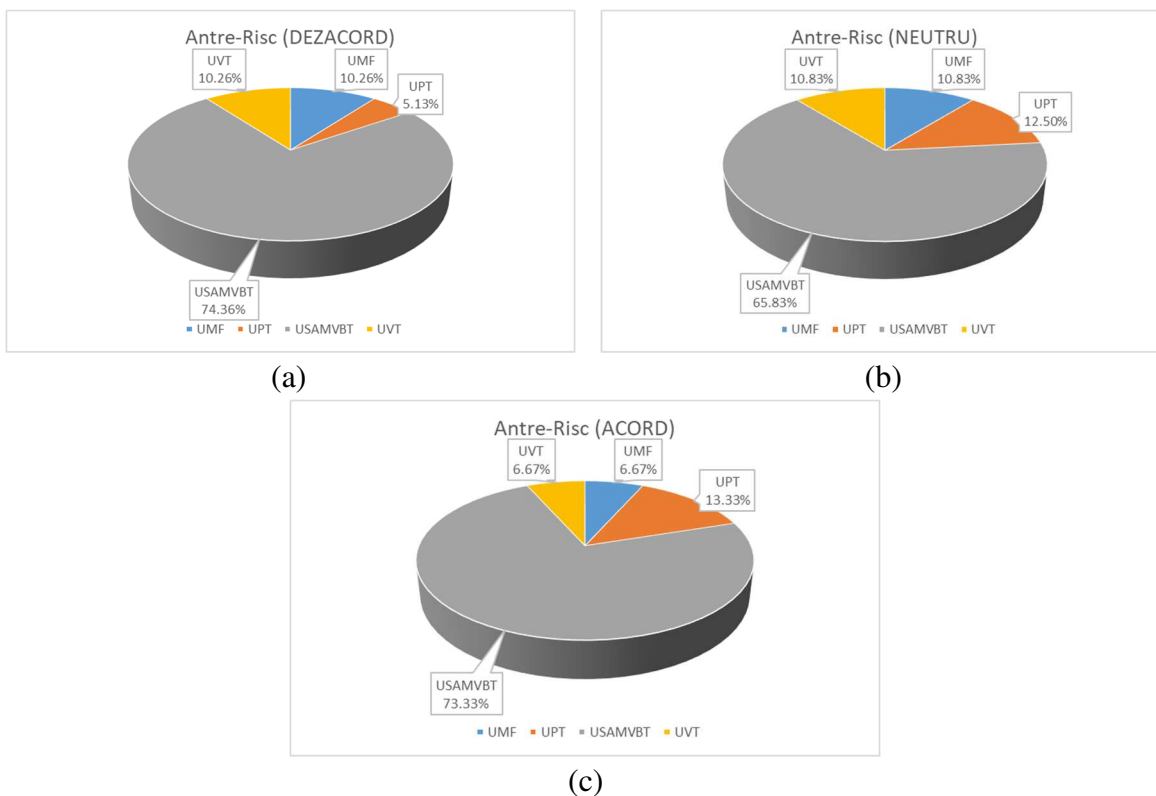 Antre-Risc (DEZACORD)
UVT
10.26%
UMF
10.26%
UPT
5.13%
USAMVBT
74.36%
UMF UPT USAMVBT UVT
(a)
Antre-Risc (NEUTRU)
UVT
10.83%
UMF
10.83%
UPT
12.50%
USAMVBT
65.83%
UMF UPT USAMVBT UVT
(b)
Antre-Risc (ACORD)
UVT
6.67%
UMF
6.67%
UPT
13.33%
USAMVBT
73.33%
UMF UPT USAMVBT UVT
(c)